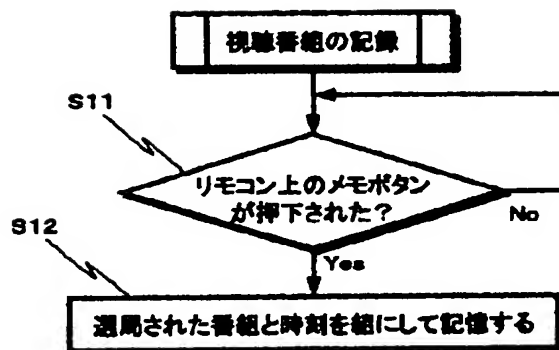 視聴番組の記録
S11
リモコン上のメモボタン
が押下された？
No
S12
Yes
選局された番組と時刻を組にして記憶する